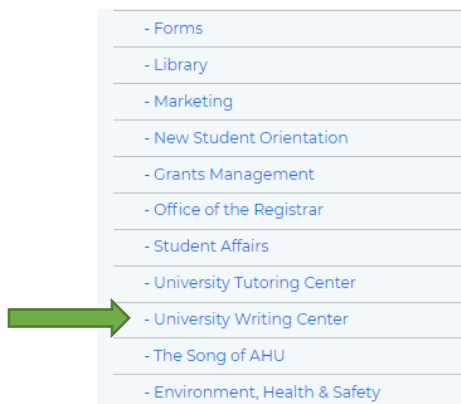 - Forms
- Library
- Marketing
- New Student Orientation
- Grants Management
- Office of the Registrar
- Student Affairs
- University Tutoring Center
- University Writing Center
- The Song of AHU
- Environment, Health & Safety